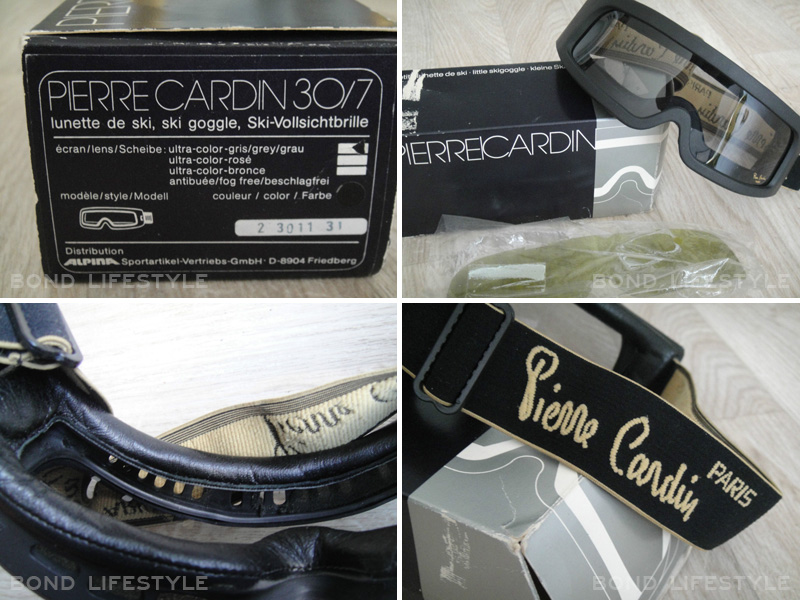 PIERRE CARDIN 30/7
lunette de ski, ski goggle, Ski-Vollsichtbrille
écran/lens/Scheibe: ultra-color-gris/grey/grau
ultra-color-rosé
ultra-color-bronce
antibuée/fog free/beschlagfrei
modèle/style/Modell couleur / color / Farbe
2 3011 31
Distribution
ALPINA Sportartikel-Vertriebs-GmbH · D-8904 Friedberg
BOND LIFESTYLE
lunette de ski · little skigoggle · kleine
PIERRE CARDIN
BOND LIFESTYLE
BOND LIFESTYLE
Pierre Cardin
PARIS
BOND LIFESTYLE